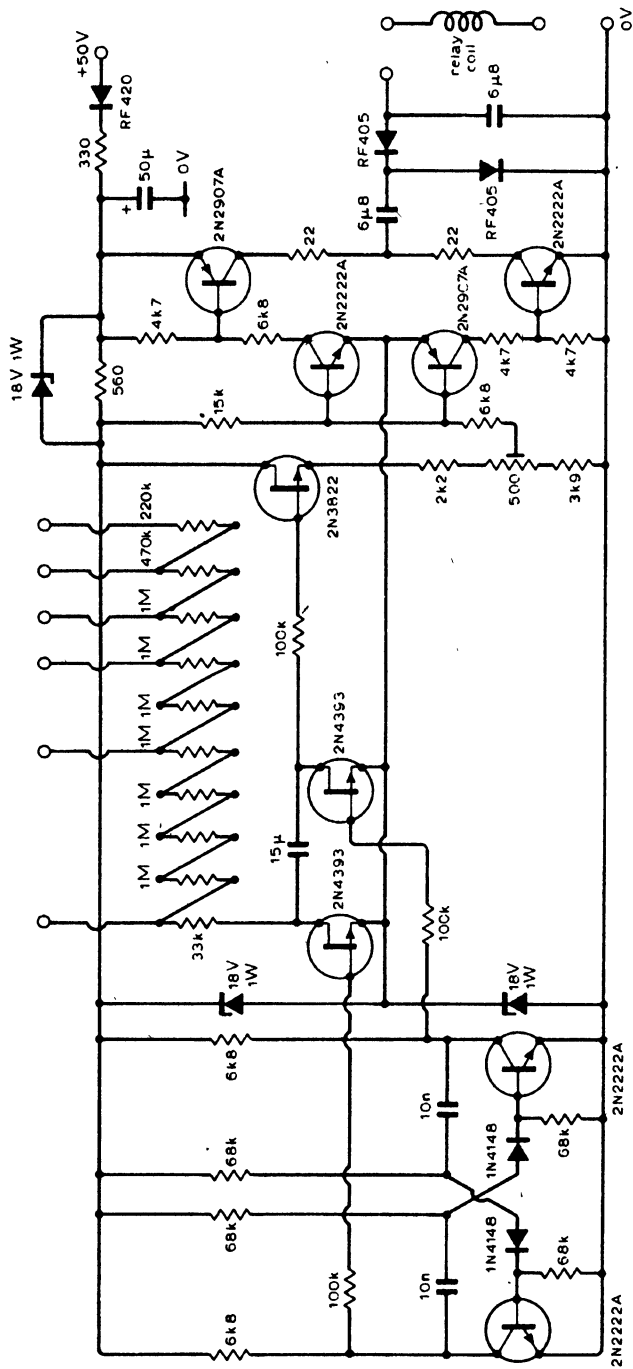 +50V
RF420
330
50µ
+
0V
18V 1W
560
2N2907A
4k7
22
6k8
2N2222A
15k
6µ8
RF405
RF405
6µ8
relay
coil
22
2N2907A
4k7
6k8
2N2222A
4k7
220k
470k
1M
1M
1M
1M
1M
1M
1M
33k
2N3822
2k2
500
3k9
100k
2N4393
15µ
2N4393
100k
18V
1W
18V
1W
6k8
68k
68k
6k8
100k
10n
10n
1N4148
1N4148
68k
68k
2N2222A
2N2222A
0V